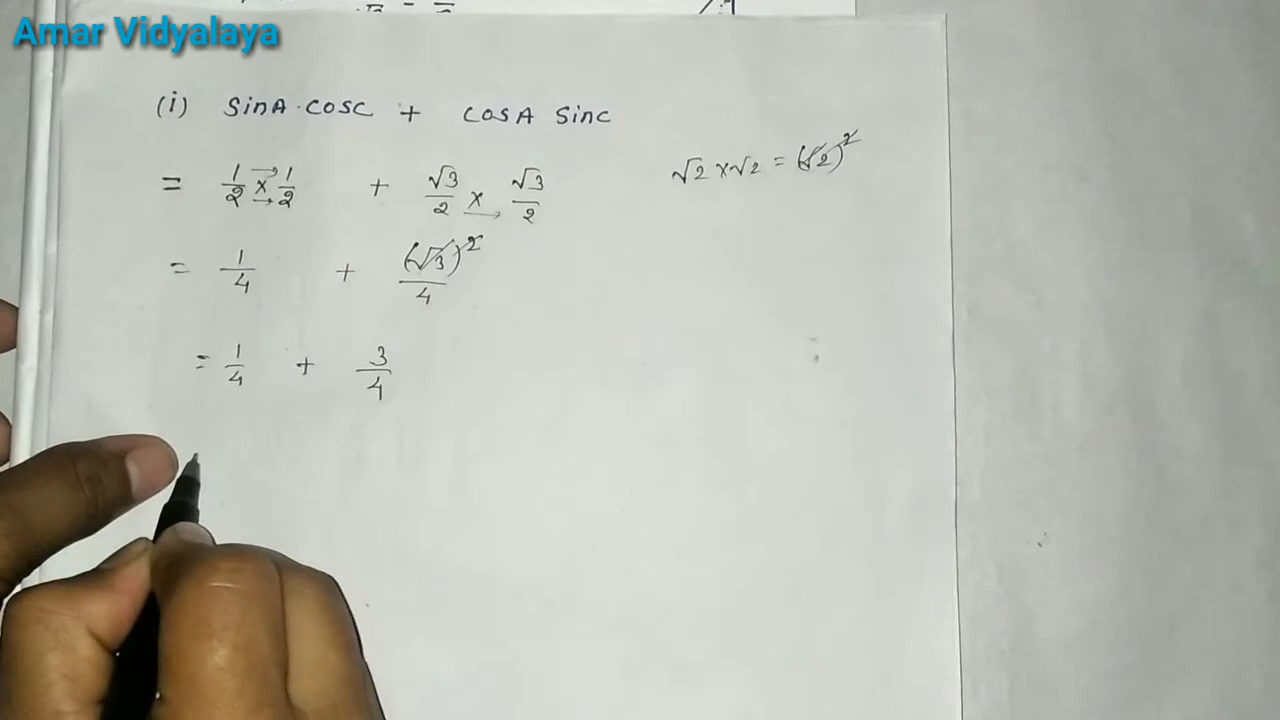 Amar Vidyalaya
(i) SinA·COSC + COSA SinC
√2 × √2 = (√2)²
= 1/2 × 1/2 + √3/2 × √3/2
= 1/4 + (√3)²/4
= 1/4 + 3/4